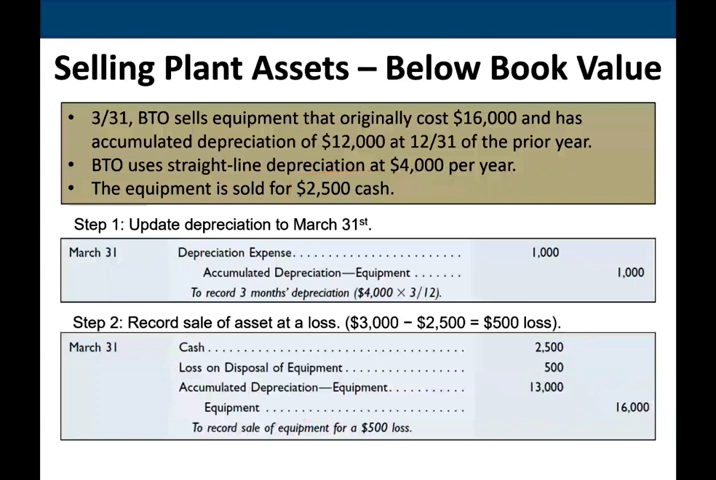 Selling Plant Assets – Below Book Value
• 3/31, BTO sells equipment that originally cost $16,000 and has
accumulated depreciation of $12,000 at 12/31 of the prior year.
• BTO uses straight-line depreciation at $4,000 per year.
• The equipment is sold for $2,500 cash.
Step 1: Update depreciation to March 31st.
March 31 Depreciation Expense........................ 1,000
Accumulated Depreciation—Equipment ....... 1,000
To record 3 months' depreciation ($4,000 × 3/12).
Step 2: Record sale of asset at a loss. ($3,000 − $2,500 = $500 loss).
March 31 Cash.................................... 2,500
Loss on Disposal of Equipment................. 500
Accumulated Depreciation—Equipment........... 13,000
Equipment ............................ 16,000
To record sale of equipment for a $500 loss.